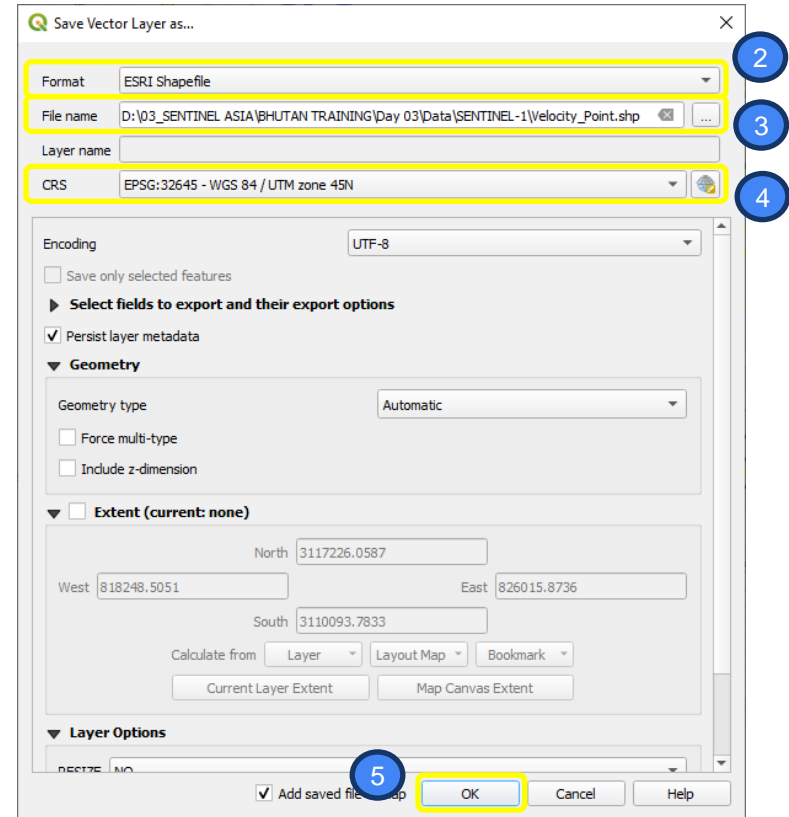 Save Vector Layer as...
2
Format ESRI Shapefile
File name D:\03_SENTINEL ASIA\BHUTAN TRAINING\Day 03\Data\SENTINEL-1\Velocity_Point.shp ...
3
Layer name
CRS EPSG:32645 - WGS 84 / UTM zone 45N
4
Encoding UTF-8
Save only selected features
Select fields to export and their export options
Persist layer metadata
Geometry
Geometry type Automatic
Force multi-type
Include z-dimension
Extent (current: none)
North 3117226.0587
West 818248.5051 East 826015.8736
South 3110093.7833
Calculate from Layer Layout Map Bookmark
Current Layer Extent Map Canvas Extent
Layer Options
RESIZE NO
5
Add saved file OK Cancel Help